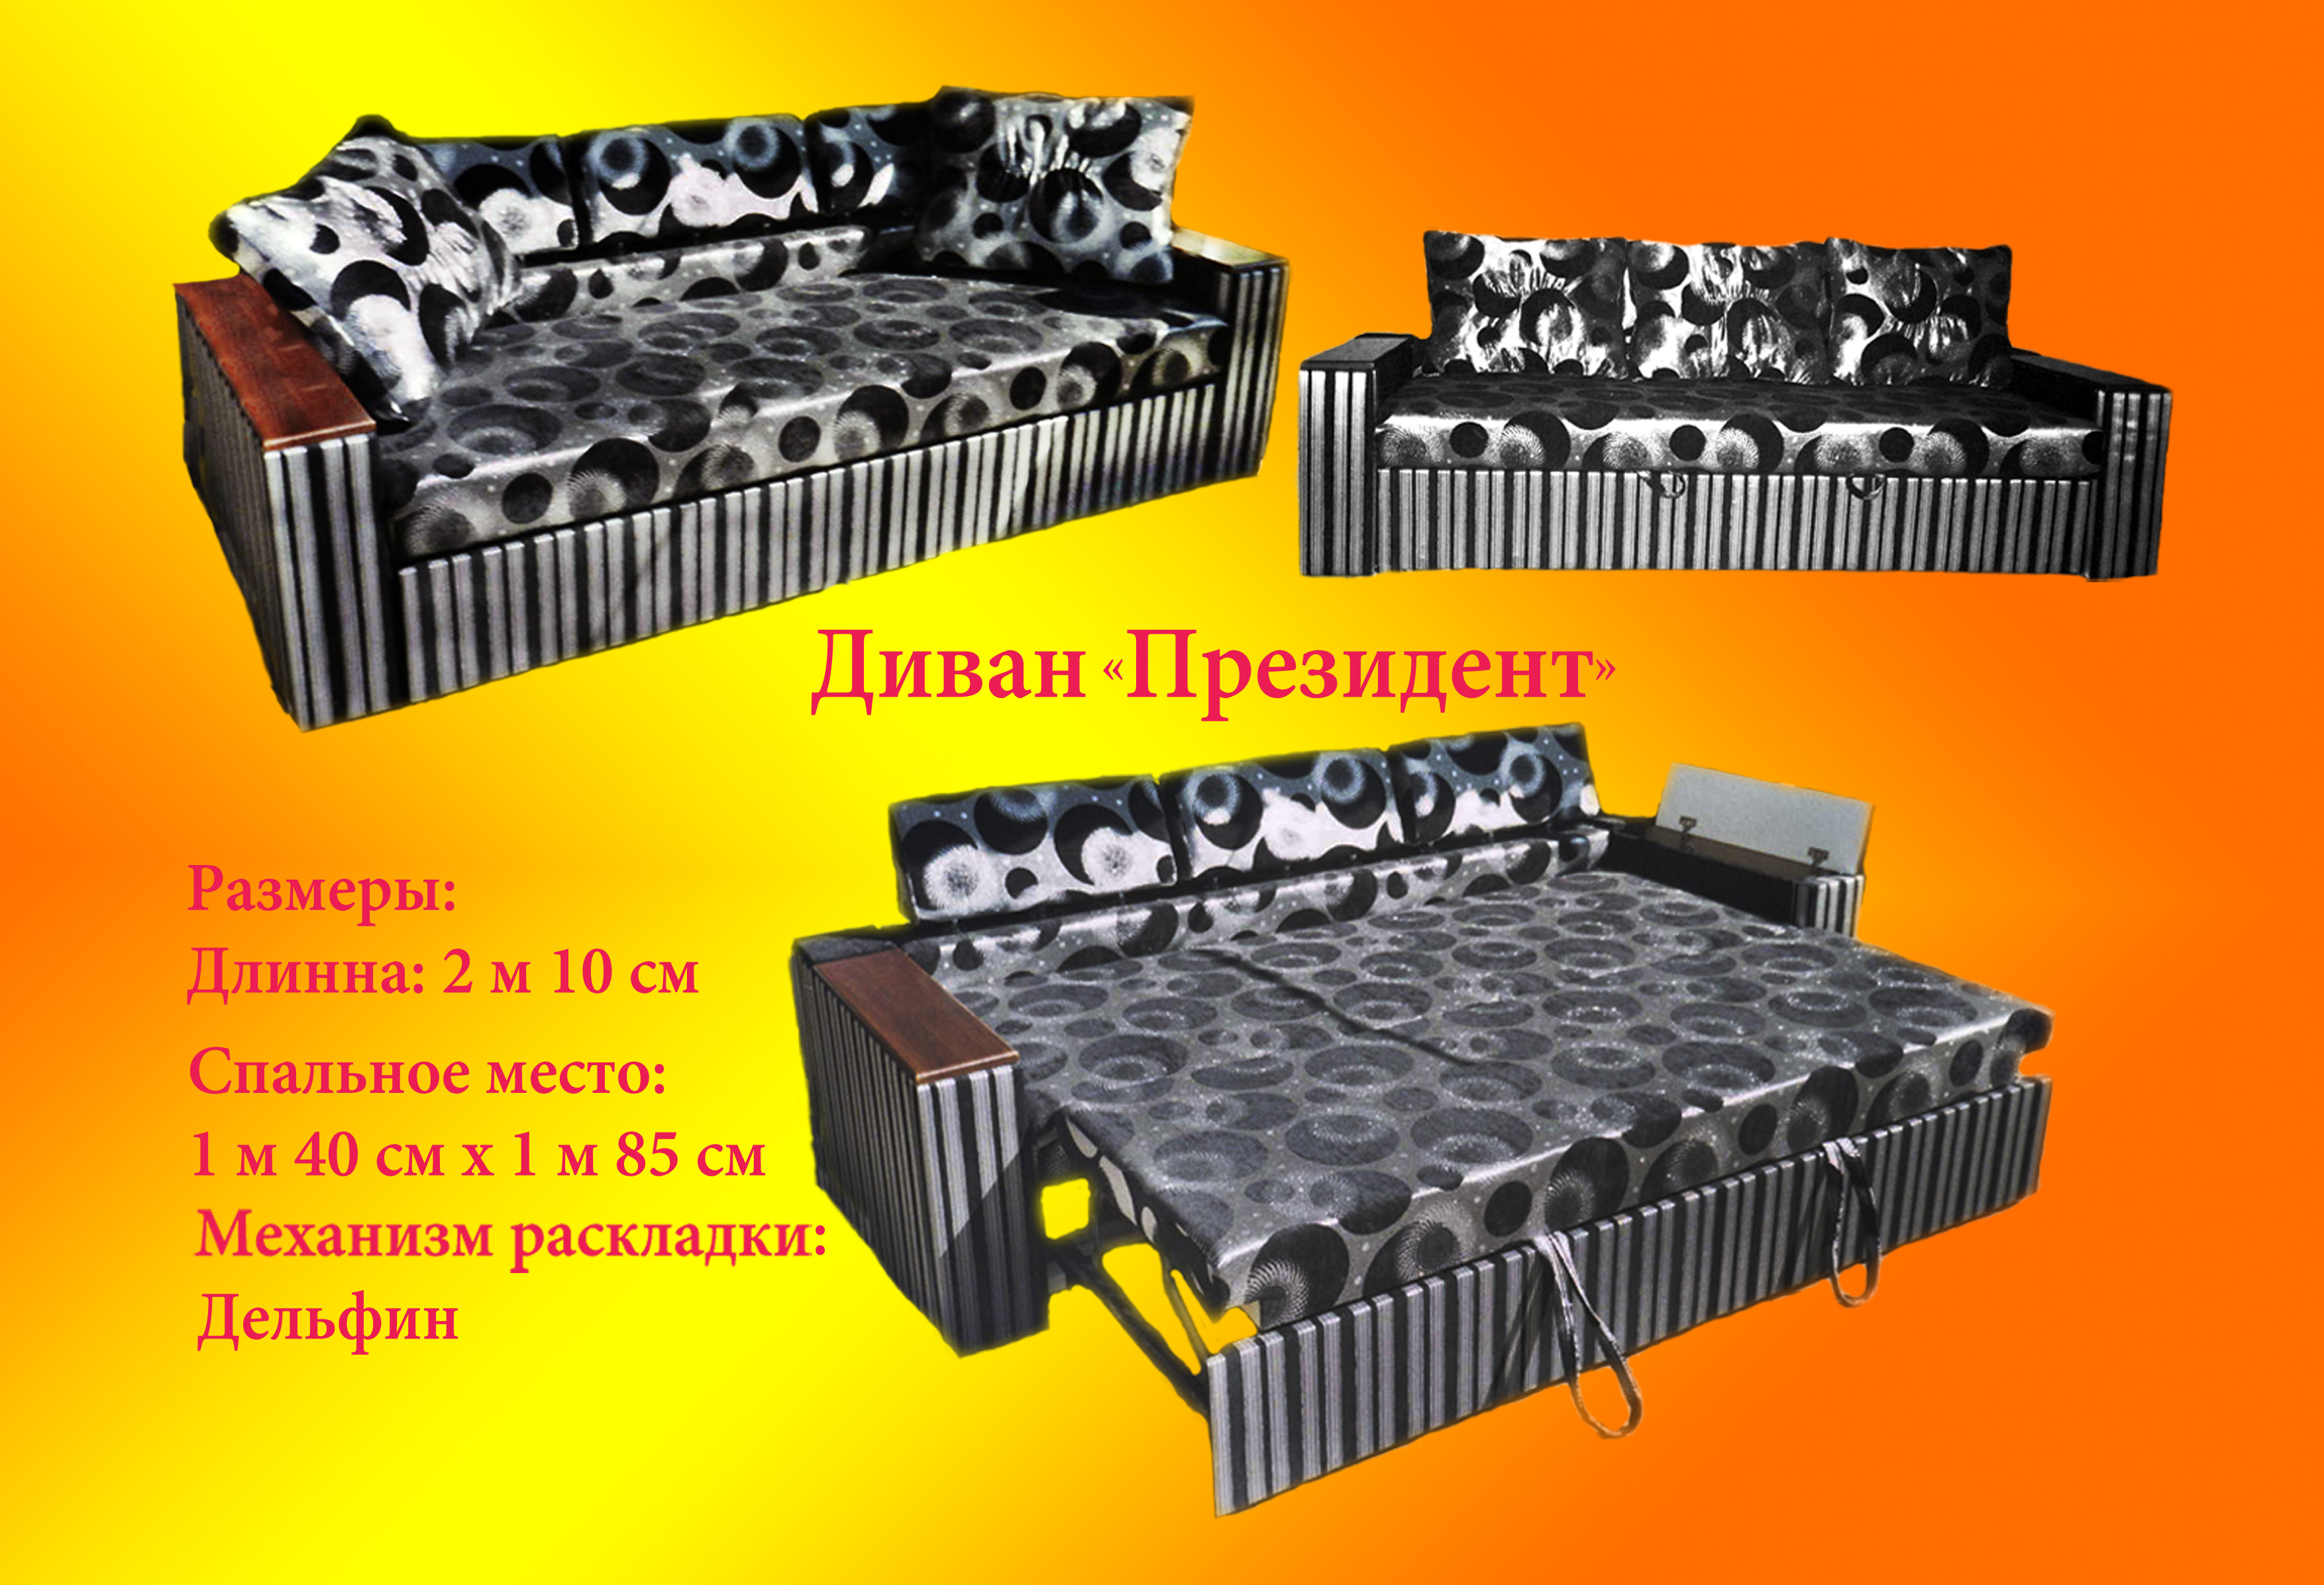 Диван «Президент»
Размеры:
Длинна: 2 м 10 см
Спальное место:
1 м 40 см х 1 м 85 см
Механизм раскладки:
Дельфин